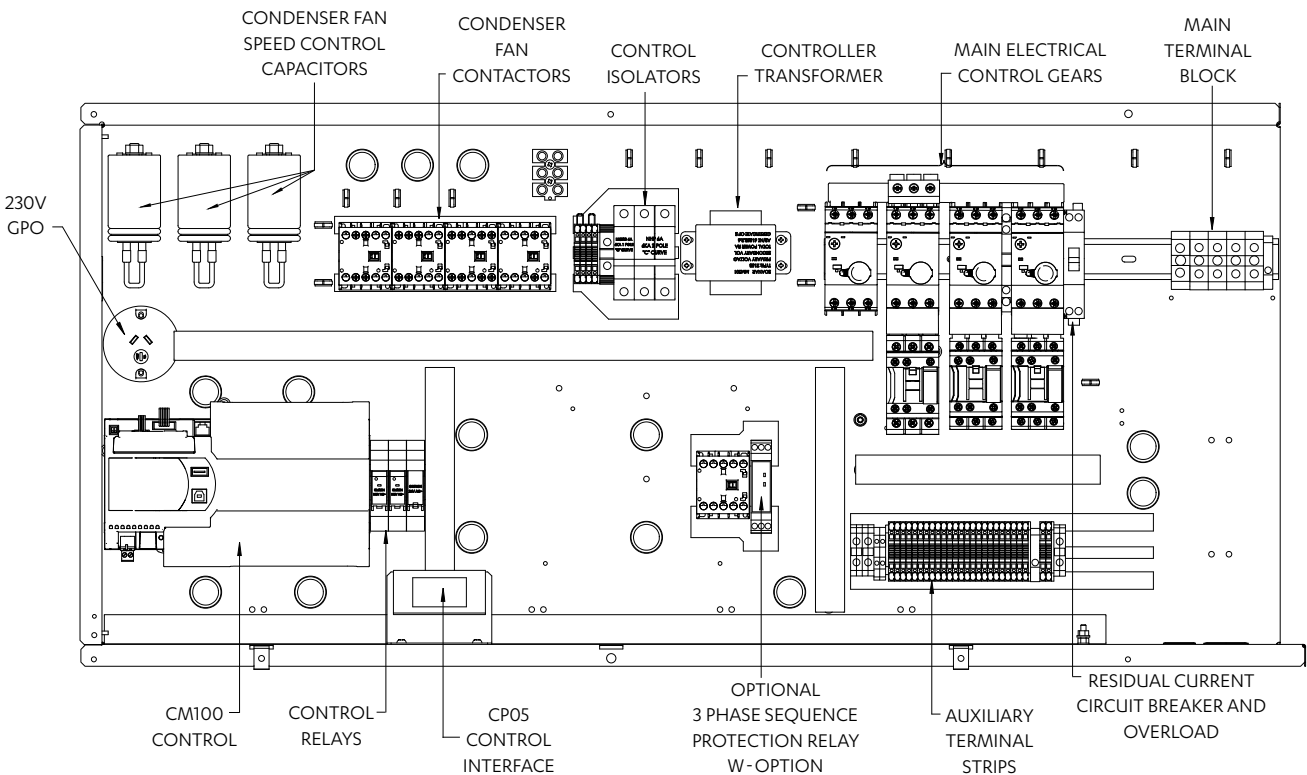 CONDENSER FAN
SPEED CONTROL
CAPACITORS
CONDENSER
FAN
CONTACTORS
CONTROL
ISOLATORS
CONTROLLER
TRANSFORMER
MAIN ELECTRICAL
CONTROL GEARS
MAIN
TERMINAL
BLOCK
230V
GPO
CM100
CONTROL
CONTROL
RELAYS
CP05
CONTROL
INTERFACE
OPTIONAL
3 PHASE SEQUENCE
PROTECTION RELAY
W-OPTION
AUXILIARY
TERMINAL
STRIPS
RESIDUAL CURRENT
CIRCUIT BREAKER AND
OVERLOAD